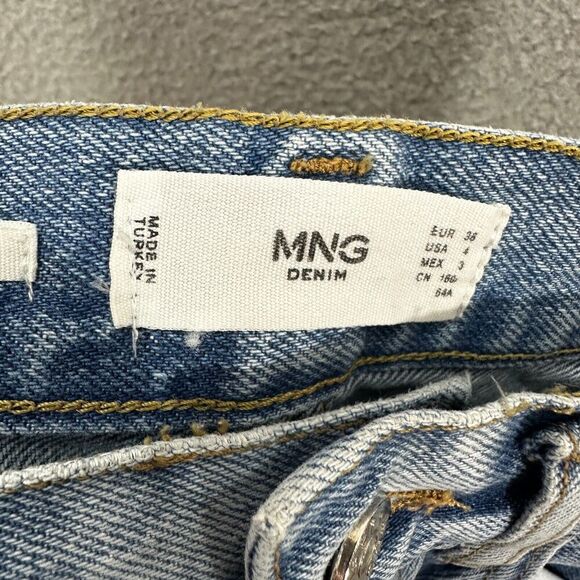 MADE IN
TURKEY
MNG
DENIM
EUR 36
USA 4
MEX 3
CN 160/
64A